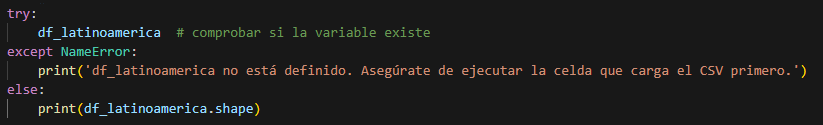 try:
    df_latinoamerica  # comprobar si la variable existe
except NameError:
    print('df_latinoamerica no está definido. Asegúrate de ejecutar la celda que carga el CSV primero.')
else:
    print(df_latinoamerica.shape)